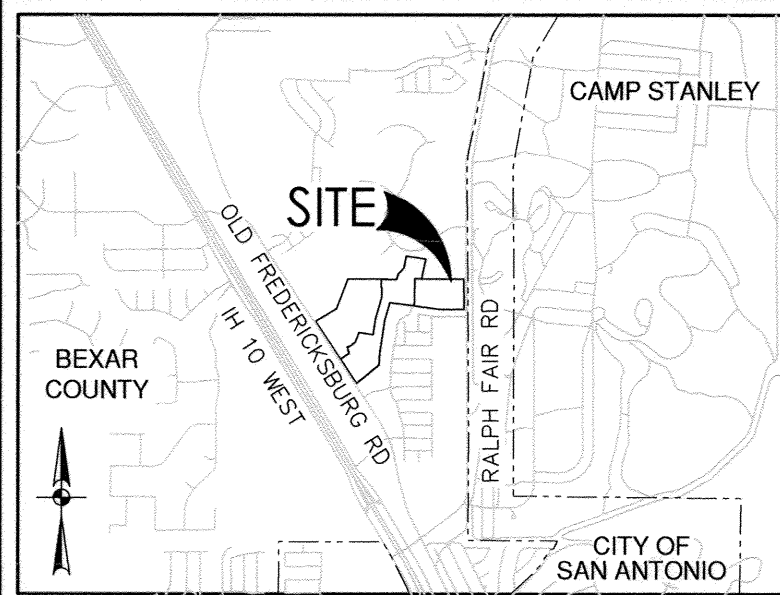 CAMP STANLEY
SITE
OLD FREDERICKSBURG RD
IH 10 WEST
BEXAR
COUNTY
RALPH FAIR RD
CITY OF
SAN ANTONIO